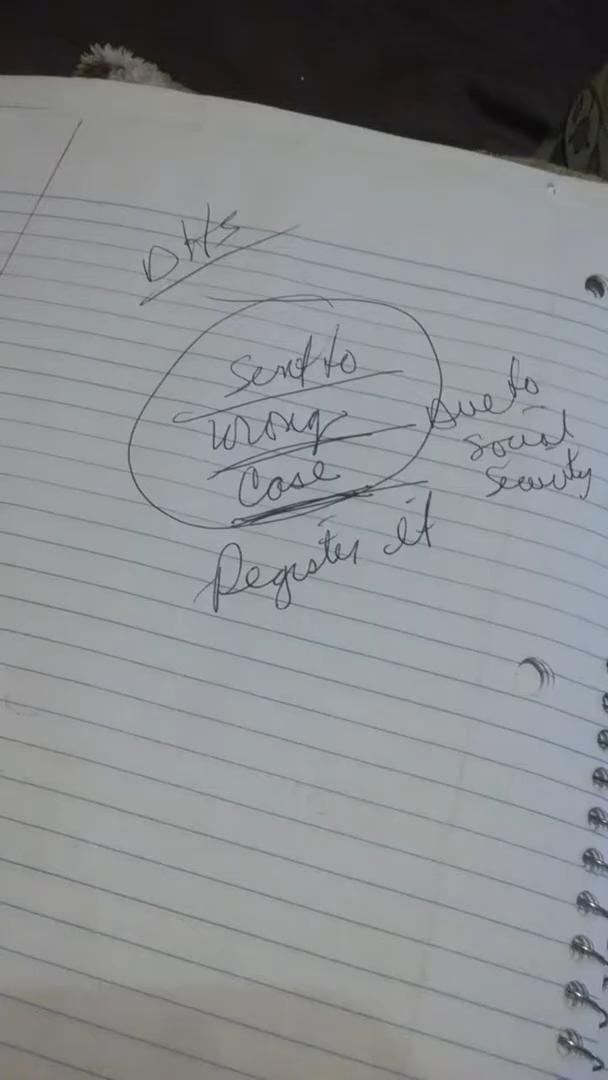 DHS
Sent to
wrong
Case
Due to
social
security
Register it